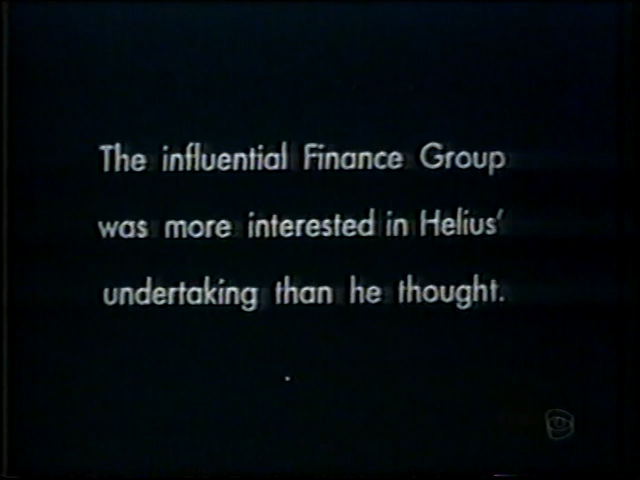 The influential Finance Group
was more interested in Helius'
undertaking than he thought.